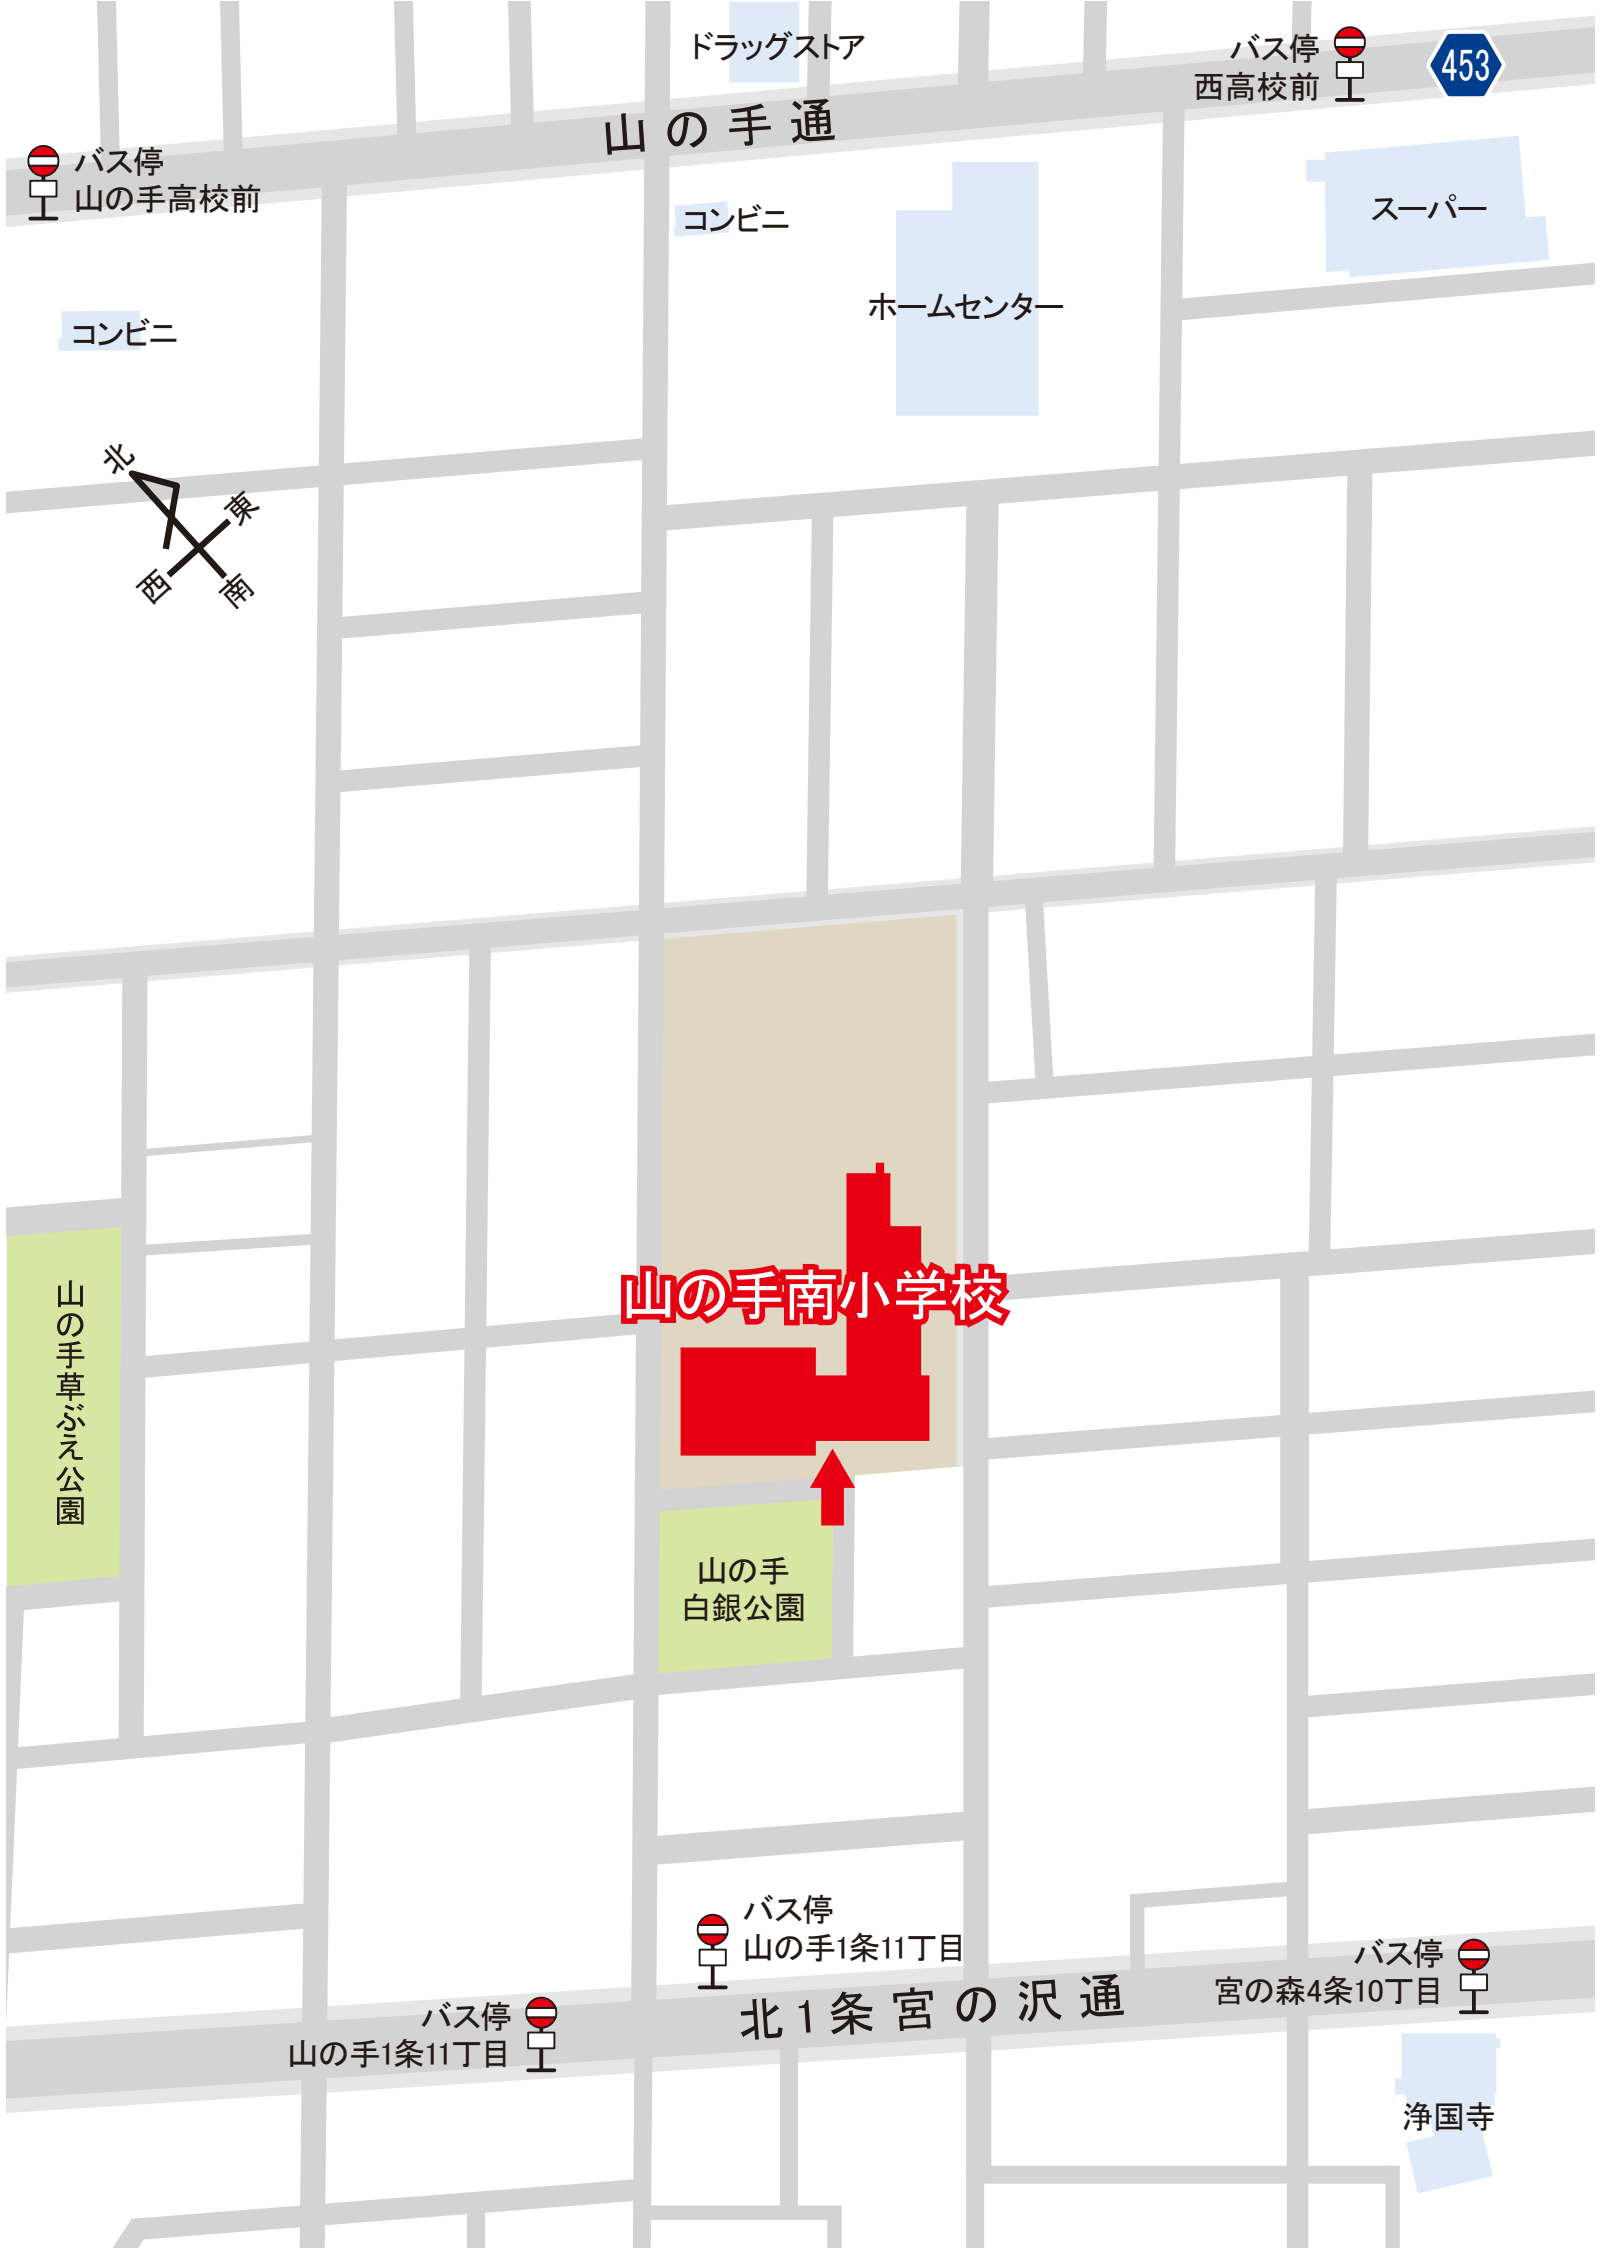 ドラッグストア
バス停
西高校前
453
山の手通
バス停
山の手高校前
コンビニ
スーパー
ホームセンター
コンビニ
北
東
西
南
山の手南小学校
山の手草ぶえ公園
山の手
白銀公園
バス停
山の手1条11丁目
バス停
宮の森4条10丁目
北1条宮の沢通
バス停
山の手1条11丁目
浄国寺